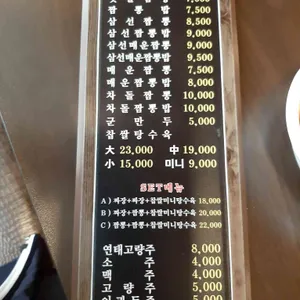 짬 뽕 밥 7,500
삼 선 짬 뽕 8,500
삼선짬뽕밥 9,000
삼선매운짬뽕 9,000
삼선매운짬뽕밥 9,500
매 운 짬 뽕 7,500
매운짬뽕밥 8,000
차 돌 짬 뽕 10,000
차돌짬뽕밥 10,000
군 만 두 5,000
찹 쌀 탕 수 육
大 23,000 中 19,000
小 15,000 미니 9,000
SET메뉴
A) 짜장+짜장+찹쌀미니탕수육 18,000
B) 짜장+짬뽕+찹쌀미니탕수육 20,000
C) 짬뽕+짬뽕+찹쌀미니탕수육 22,000
연태고량주 8,000
소 주 4,000
맥 주 4,000
고 량 주 5,000
이과두주